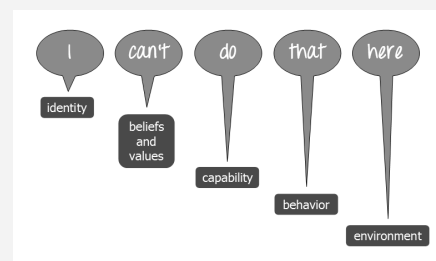 I can't do that here
identity
beliefs
and
values
capability
behavior
environment